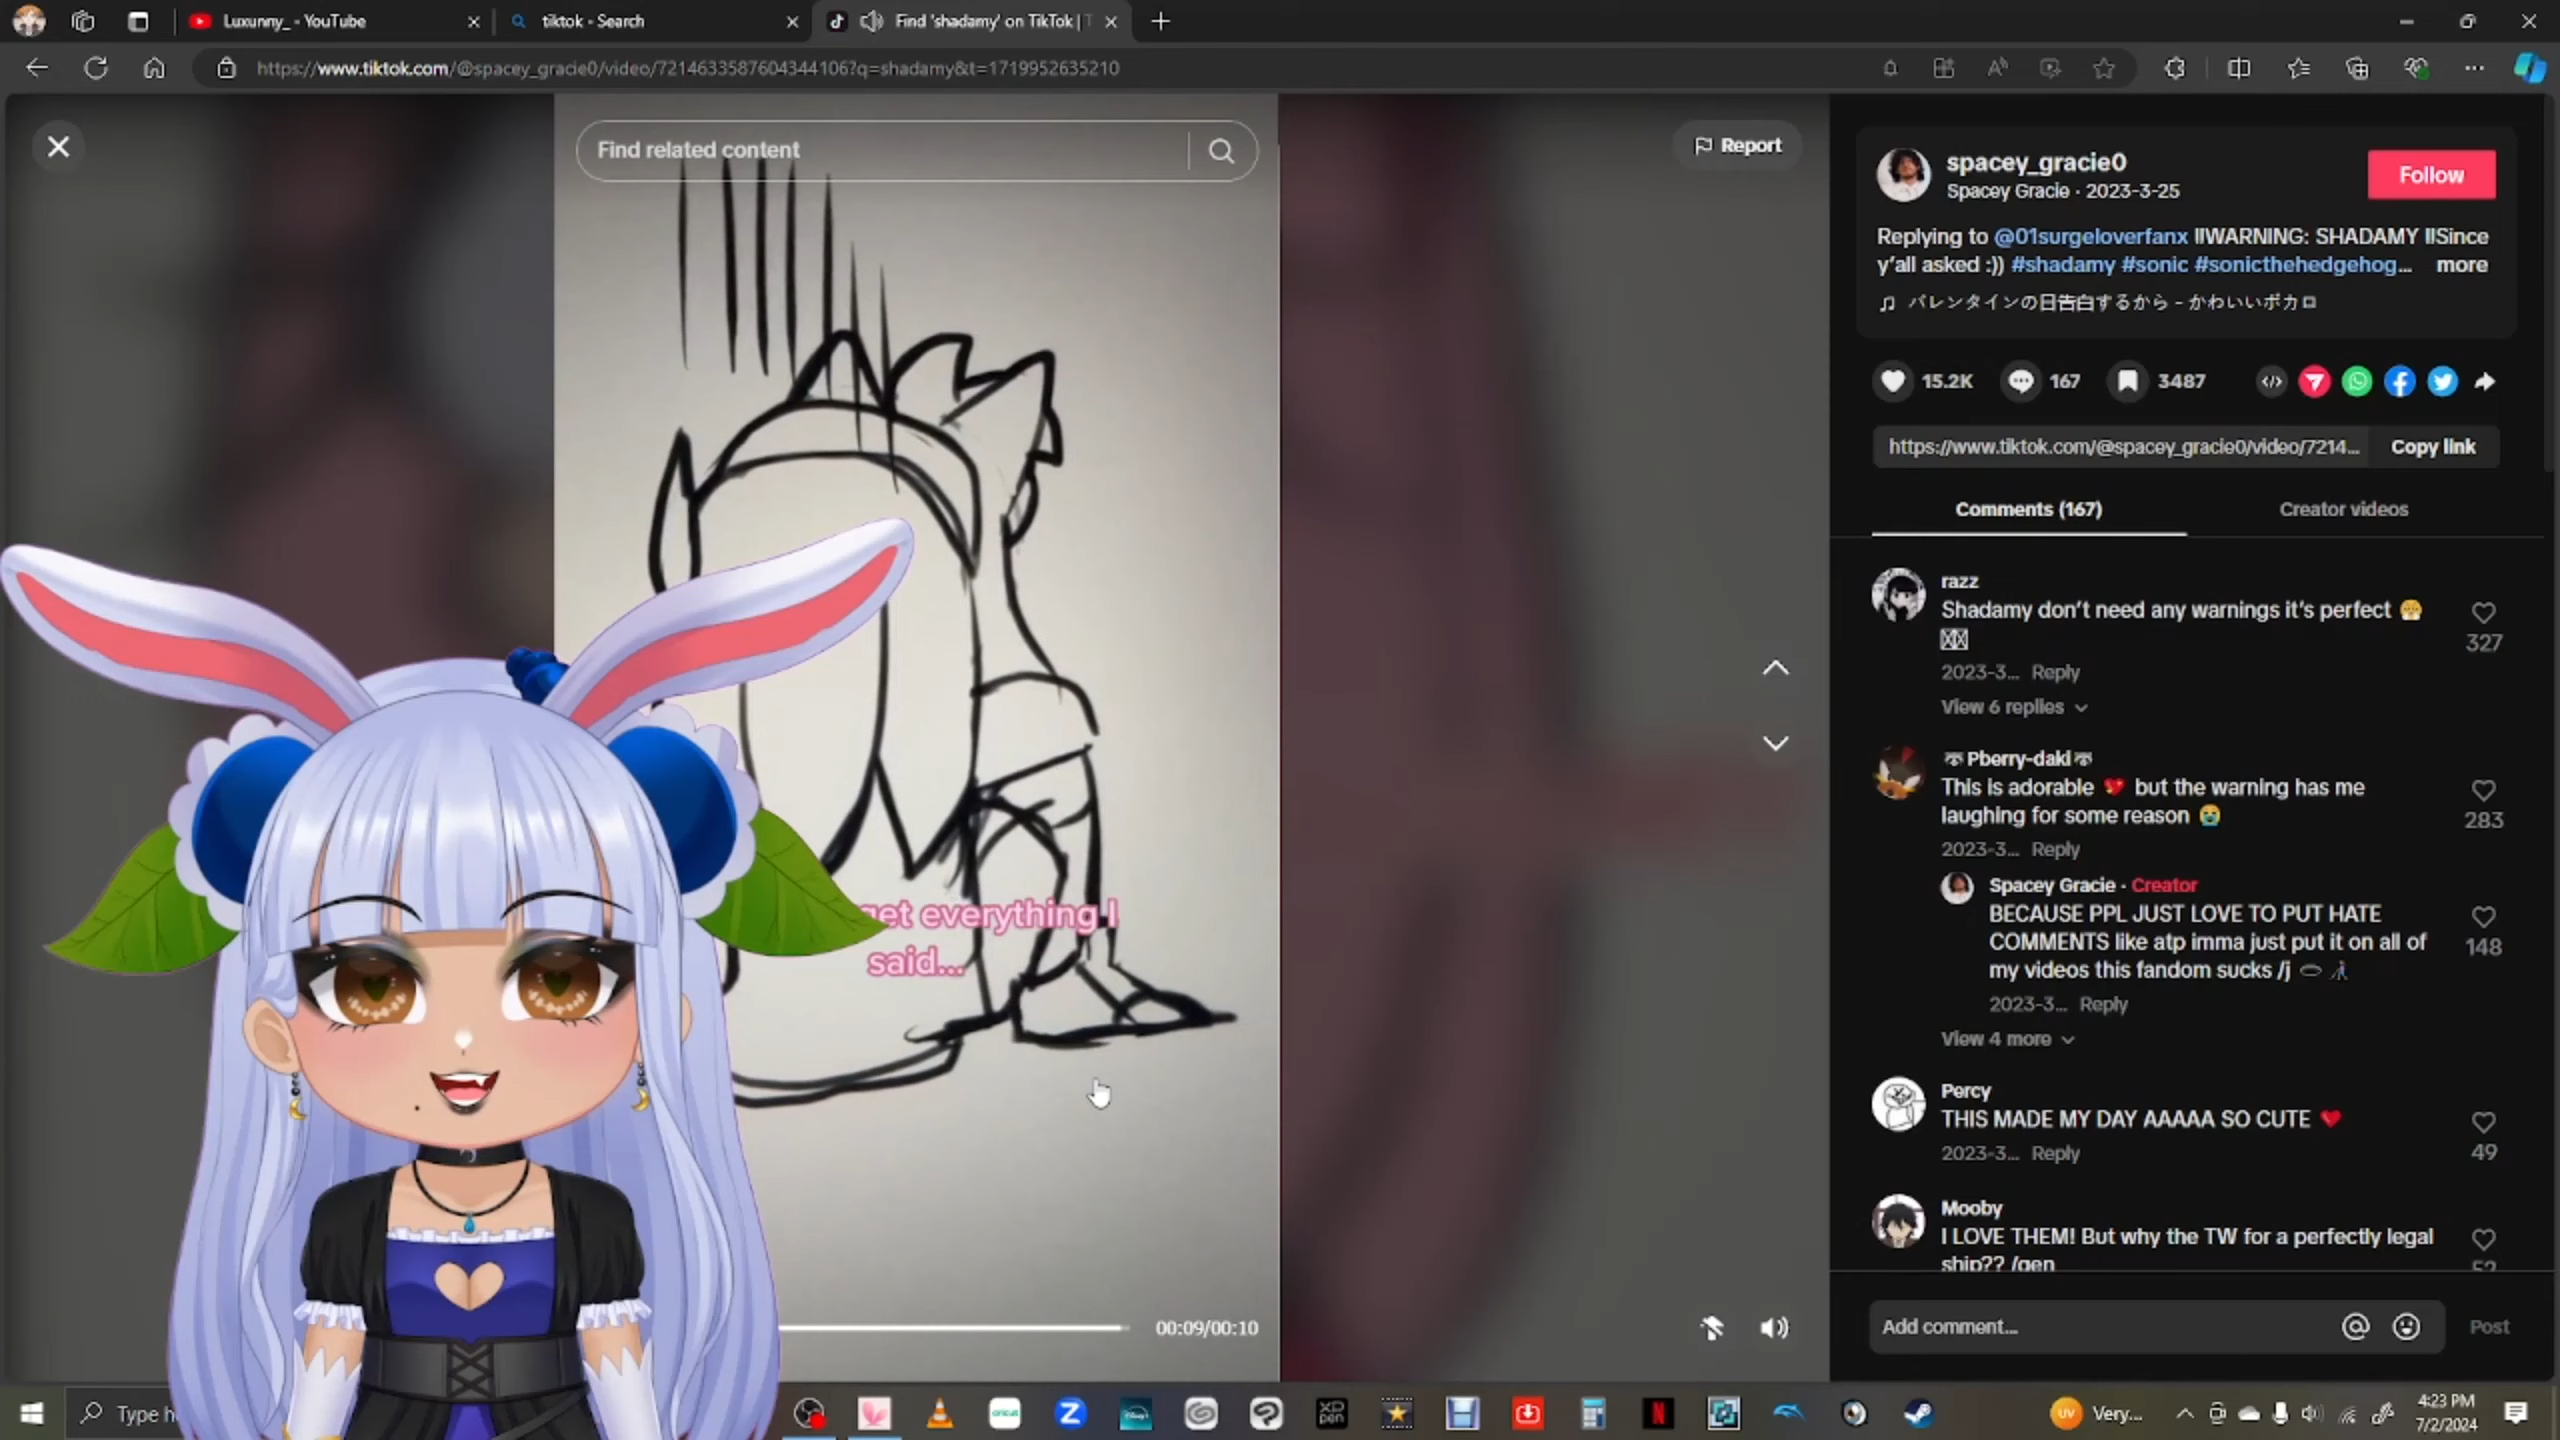 Luxunny_ - YouTube
tiktok - Search
Find 'shadamy' on TikTok | T
https://www.tiktok.com/@spacey_gracie0/video/7214633587604344106?q=shadamy&t=1719952635210
Find related content
Report
spacey_gracie0
Spacey Gracie · 2023-3-25
Follow
Replying to @01surgeloverfanx ‼️WARNING: SHADAMY ‼️Since
y'all asked :)) #shadamy #sonic #sonicthehedgehog... more
バレンタインの日告白するから - かわいいボカロ
15.2K
167
3487
https://www.tiktok.com/@spacey_gracie0/video/7214...
Copy link
Comments (167)
Creator videos
razz
Shadamy don't need any warnings it's perfect 😤
327
2023-3... Reply
View 6 replies
Pberry-daki
This is adorable 💖 but the warning has me
laughing for some reason 😭
283
2023-3... Reply
Spacey Gracie · Creator
BECAUSE PPL JUST LOVE TO PUT HATE
COMMENTS like atp imma just put it on all of
my videos this fandom sucks /j
148
2023-3... Reply
View 4 more
Percy
THIS MADE MY DAY AAAAA SO CUTE ❤️
49
2023-3... Reply
Mooby
I LOVE THEM! But why the TW for a perfectly legal
ship?? /gen
Add comment...
Post
get everything I
said...
00:09/00:10
Type h
cricut
Disney+
XP
pen
N
UV
Very...
4:23 PM
7/2/2024